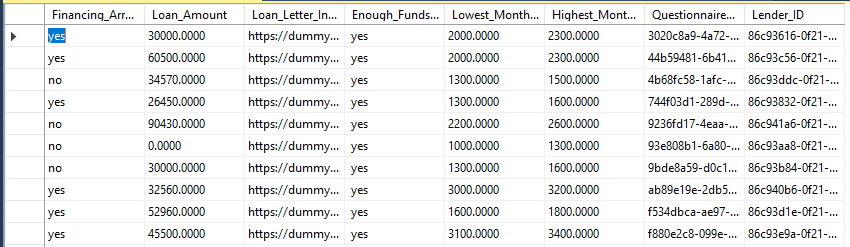 Financing_Arr... Loan_Amount Loan_Letter_In... Enough_Funds... Lowest_Month... Highest_Mont... Questionnaire... Lender_ID
yes 30000.0000 https://dummy... yes 2000.0000 2300.0000 3020c8a9-4a72-... 86c93616-0f21-...
yes 60500.0000 https://dummy... yes 2000.0000 2300.0000 44b59481-6b41... 86c93c56-0f21-...
no 34570.0000 https://dummy... yes 1300.0000 1500.0000 4b68fc58-1afc-... 86c93ddc-0f21-...
yes 26450.0000 https://dummy... yes 1300.0000 1600.0000 744f03d1-289d-... 86c93832-0f21-...
no 90430.0000 https://dummy... yes 2200.0000 2600.0000 9236fd17-4eaa-... 86c941a6-0f21-...
no 0.0000 https://dummy... yes 1000.0000 1300.0000 93e808b1-6a80-... 86c93aa8-0f21-...
no 30000.0000 https://dummy... yes 1300.0000 1600.0000 9bde8a59-d0c1... 86c93b84-0f21-...
yes 32560.0000 https://dummy... yes 3000.0000 3200.0000 ab89e19e-2db5... 86c940b6-0f21-...
yes 52960.0000 https://dummy... yes 1600.0000 1800.0000 f534dbca-ae97-... 86c93d1e-0f21-...
yes 45500.0000 https://dummy... yes 3100.0000 3400.0000 f880e2c8-099e-... 86c93e9a-0f21-...